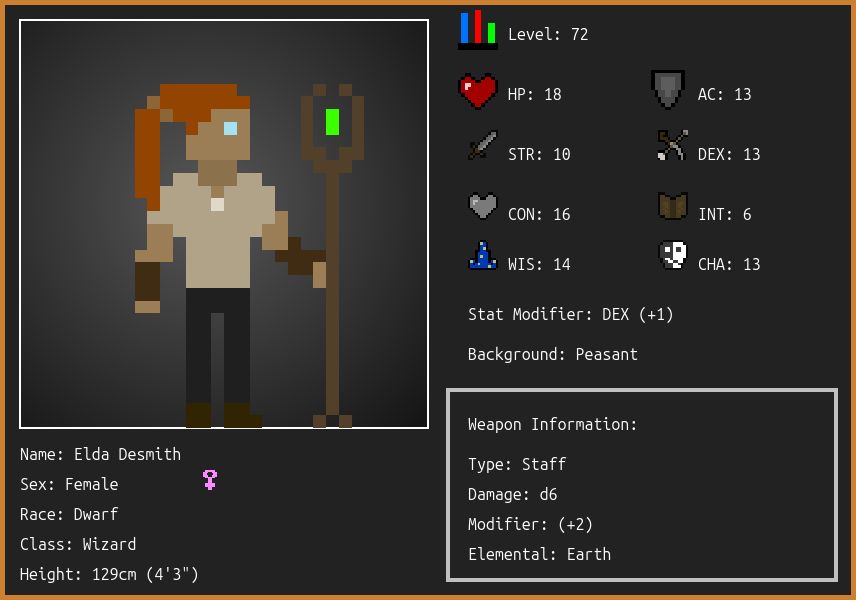 Level: 72
HP: 18
AC: 13
STR: 10
DEX: 13
CON: 16
INT: 6
WIS: 14
CHA: 13
Stat Modifier: DEX (+1)
Background: Peasant
Weapon Information:
Type: Staff
Damage: d6
Modifier: (+2)
Elemental: Earth
Name: Elda Desmith
Sex: Female
Race: Dwarf
Class: Wizard
Height: 129cm (4'3")